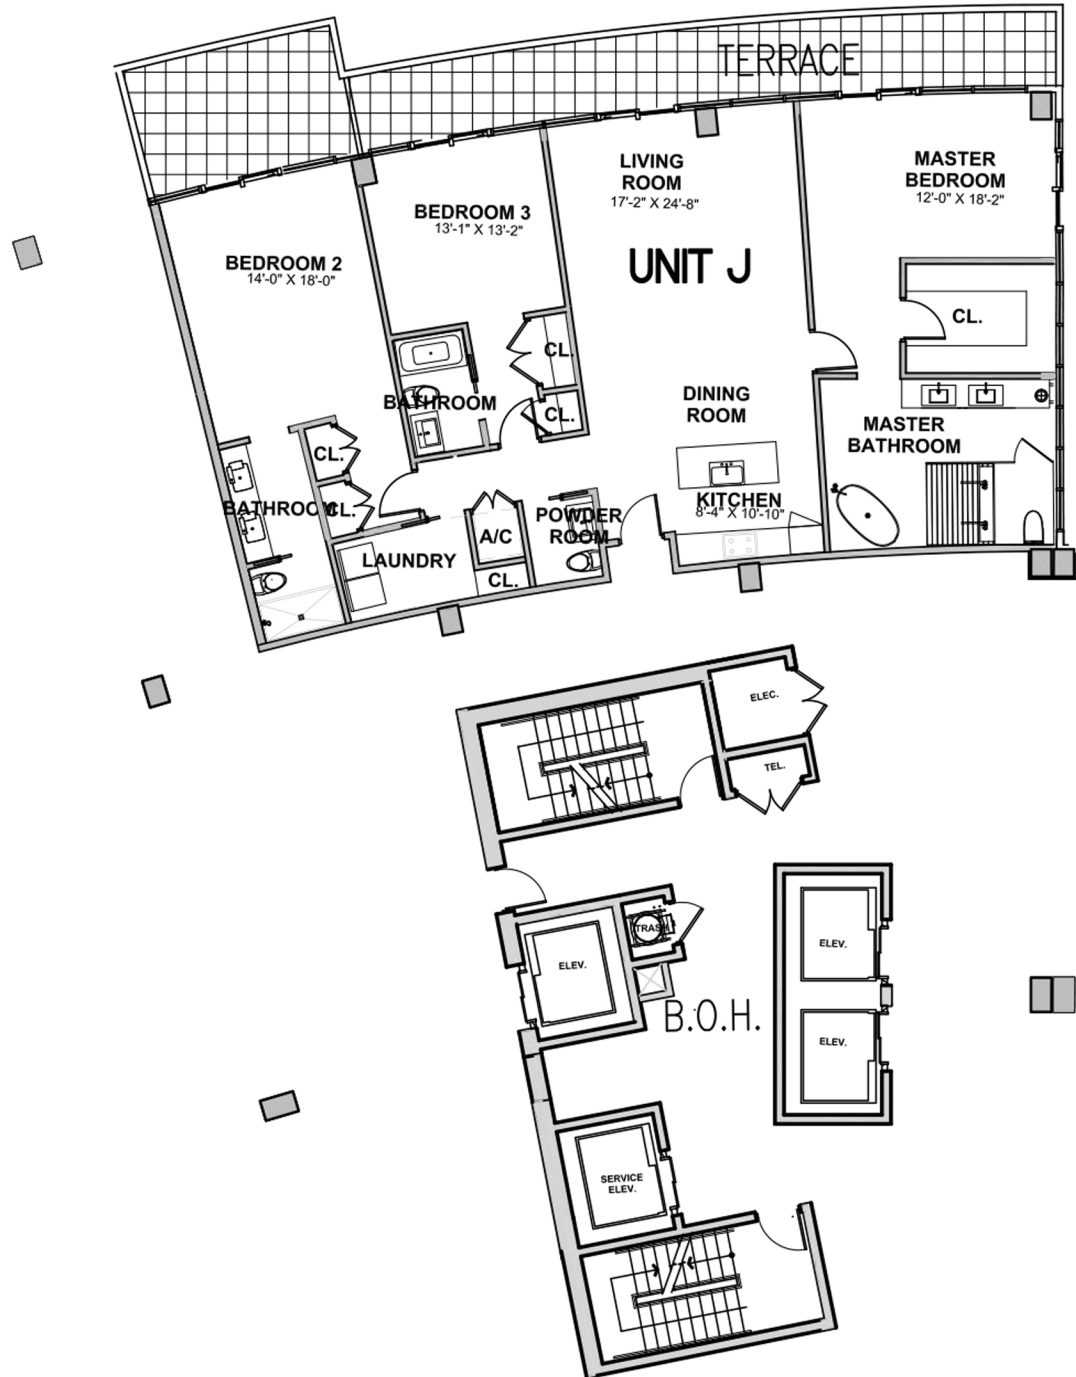 TERRACE
LIVING
ROOM
17'-2" X 24'-8"
MASTER
BEDROOM
12'-0" X 18'-2"
BEDROOM 3
13'-1" X 13'-2"
BEDROOM 2
14'-0" X 18'-0"
UNIT J
CL.
CL.
BATHROOM
CL.
DINING
ROOM
MASTER
BATHROOM
CL.
BATHROOM
CL.
KITCHEN
8'-4" X 10'-10"
POWDER
ROOM
A/C
LAUNDRY
CL.
ELEC.
TEL.
TRASH
ELEV.
ELEV.
B.O.H.
ELEV.
SERVICE
ELEV.